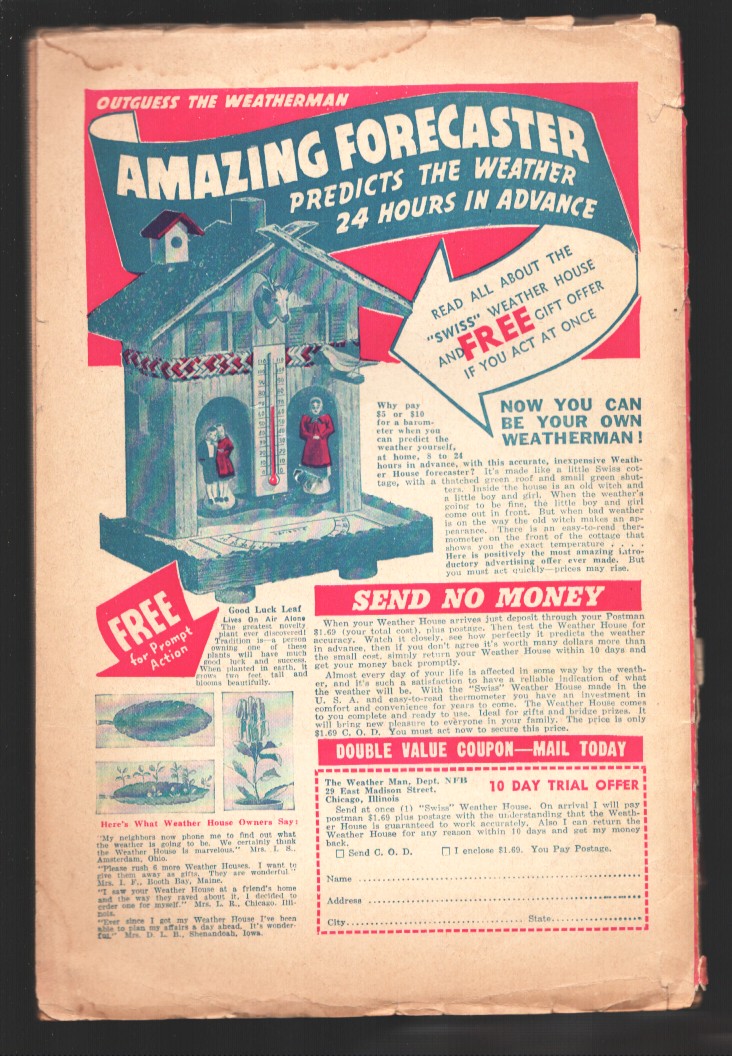 OUTGUESS THE WEATHERMAN
AMAZING FORECASTER
PREDICTS THE WEATHER
24 HOURS IN ADVANCE
READ ALL ABOUT THE
"SWISS" WEATHER HOUSE
AND FREE GIFT OFFER
IF YOU ACT AT ONCE
NOW YOU CAN
BE YOUR OWN
WEATHERMAN!
Why pay
$5 or $10
for a barom-
eter when you
can predict the
weather yourself,
at home, 8 to 24
hours in advance, with this accurate, inexpensive Weath-
er House forecaster? It's made like a little Swiss cot-
tage, with a thatched green roof and small green shut-
ters. Inside the house is an old witch and
a little boy and girl. When the weather's
going to be fine, the little boy and girl
come out in front. But when bad weather
is on the way the old witch makes an ap-
pearance. There is an easy-to-read ther-
mometer on the front of the cottage that
shows you the exact temperature . . . .
Here is positively the most amazing intro-
ductory advertising offer ever made. But
you must act quickly—prices may rise.
FREE
for Prompt
Action
Good Luck Leaf
Lives On Air Alone
The greatest novelty
plant ever discovered!
Tradition is—a person
owning one of these
plants will have much
good luck and success.
When planted in earth, it
grows two feet tall and
blooms beautifully.
SEND NO MONEY
When your Weather House arrives just deposit through your Postman
$1.69 (your total cost), plus postage. Then test the Weather House for
accuracy. Watch it closely, see how perfectly it predicts the weather
in advance, then if you don't agree it's worth many dollars more than
the small cost, simply return your Weather House within 10 days and
get your money back promptly.
Almost every day of your life is affected in some way by the weath-
er, and it's such a satisfaction to have a reliable indication of what
the weather will be. With the "Swiss" Weather House made in the
U. S. A. and easy-to-read thermometer you have an investment in
comfort and convenience for years to come. The Weather House comes
to you complete and ready to use. Ideal for gifts and bridge prizes. It
will bring new pleasure to everyone in your family. The price is only
$1.69 C. O. D. You must act now to secure this price.
DOUBLE VALUE COUPON—MAIL TODAY
The Weather Man, Dept. NFB
29 East Madison Street,
Chicago, Illinois
10 DAY TRIAL OFFER
Send at once (1) "Swiss" Weather House. On arrival I will pay
postman $1.69 plus postage with the understanding that the Weath-
er House is guaranteed to work accurately. Also I can return the
Weather House for any reason within 10 days and get my money
back.
☐ Send C. O. D. ☐ I enclose $1.69. You Pay Postage.
Name
Address
City State
Here's What Weather House Owners Say:
"My neighbors now phone me to find out what
the weather is going to be. We certainly think
the Weather House is marvelous." Mrs. I. S.,
Amsterdam, Ohio.
"Please rush 6 more Weather Houses. I want to
give them away as gifts. They are wonderful."
Mrs. I. F., Booth Bay, Maine.
"I saw your Weather House at a friend's home
and the way they raved about it, I decided to
order one for myself." Mrs. L. R., Chicago, Illi-
nois.
"Ever since I got my Weather House I've been
able to plan my affairs a day ahead. It's wonder-
ful." Mrs. D. L. B., Shenandoah, Iowa.